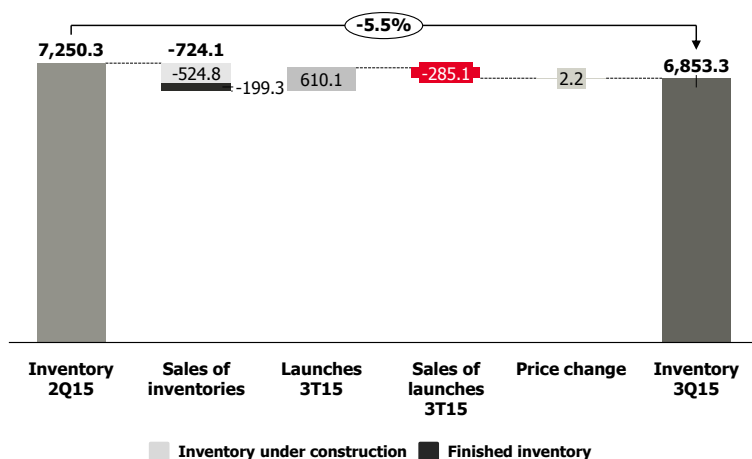 -5.5%
7,250.3
-724.1
6,853.3
-524.8
-199.3
610.1
-285.1
2.2
Inventory
2Q15
Sales of
inventories
Launches
3T15
Sales of
launches
3T15
Price change
Inventory
3Q15
Inventory under construction
Finished inventory